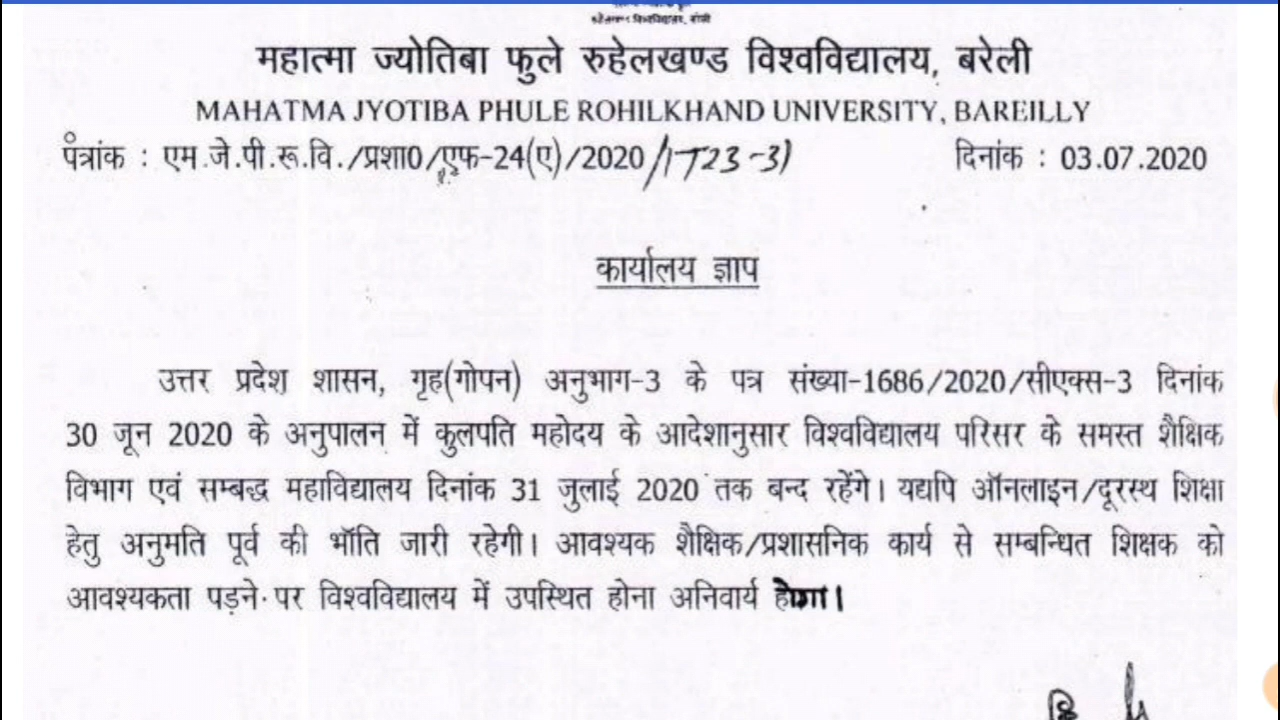 महात्मा ज्योतिबा फुले रुहेलखण्ड विश्वविद्यालय, बरेली
MAHATMA JYOTIBA PHULE ROHILKHAND UNIVERSITY, BAREILLY
पत्रांक : एम.जे.पी.रू.वि./प्रशा0/एफ-24(ए)/2020 दिनांक : 03.07.2020
कार्यालय ज्ञाप
उत्तर प्रदेश शासन, गृह(गोपन) अनुभाग-3 के पत्र संख्या-1686/2020/सीएक्स-3 दिनांक
30 जून 2020 के अनुपालन में कुलपति महोदय के आदेशानुसार विश्वविद्यालय परिसर के समस्त शैक्षिक
विभाग एवं सम्बद्ध महाविद्यालय दिनांक 31 जुलाई 2020 तक बन्द रहेंगे। यद्यपि ऑनलाइन/दूरस्थ शिक्षा
हेतु अनुमति पूर्व की भॉति जारी रहेगी। आवश्यक शैक्षिक/प्रशासनिक कार्य से सम्बन्धित शिक्षक को
आवश्यकता पड़ने पर विश्वविद्यालय में उपस्थित होना अनिवार्य होगा।